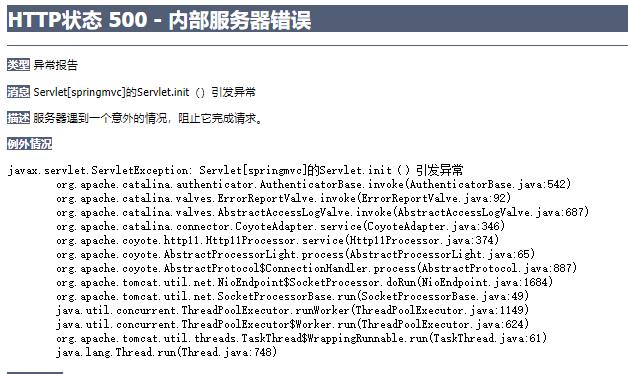 HTTP状态 500 - 内部服务器错误
类型 异常报告
消息 Servlet[springmvc]的Servlet.init（）引发异常
描述 服务器遇到一个意外的情况，阻止它完成请求。
例外情况
javax.servlet.ServletException: Servlet[springmvc]的Servlet.init（）引发异常
org.apache.catalina.authenticator.AuthenticatorBase.invoke(AuthenticatorBase.java:542)
org.apache.catalina.valves.ErrorReportValve.invoke(ErrorReportValve.java:92)
org.apache.catalina.valves.AbstractAccessLogValve.invoke(AbstractAccessLogValve.java:687)
org.apache.catalina.connector.CoyoteAdapter.service(CoyoteAdapter.java:346)
org.apache.coyote.http11.Http11Processor.service(Http11Processor.java:374)
org.apache.coyote.AbstractProcessorLight.process(AbstractProcessorLight.java:65)
org.apache.coyote.AbstractProtocol$ConnectionHandler.process(AbstractProtocol.java:887)
org.apache.tomcat.util.net.NioEndpoint$SocketProcessor.doRun(NioEndpoint.java:1684)
org.apache.tomcat.util.net.SocketProcessorBase.run(SocketProcessorBase.java:49)
java.util.concurrent.ThreadPoolExecutor.runWorker(ThreadPoolExecutor.java:1149)
java.util.concurrent.ThreadPoolExecutor$Worker.run(ThreadPoolExecutor.java:624)
org.apache.tomcat.util.threads.TaskThread$WrappingRunnable.run(TaskThread.java:61)
java.lang.Thread.run(Thread.java:748)